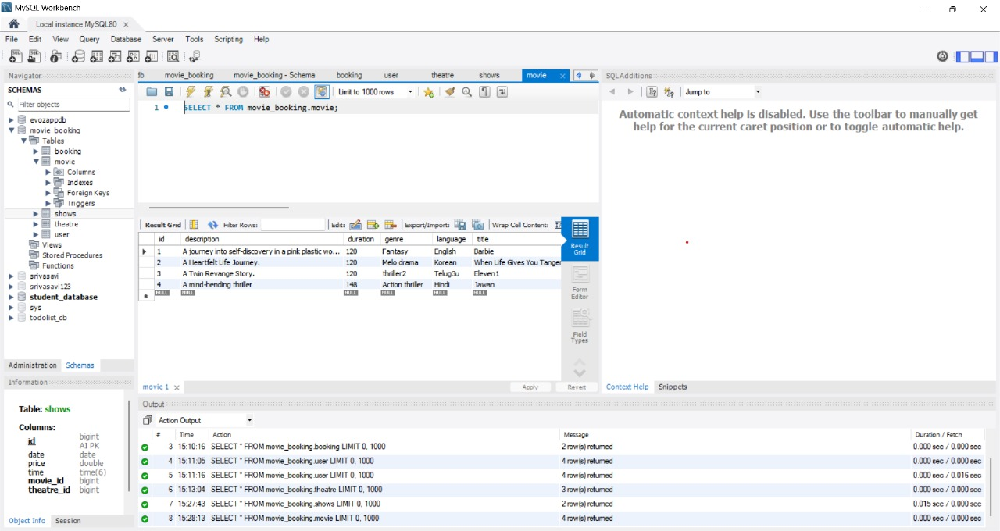 MySQL Workbench
Local instance MySQL80
File Edit View Query Database Server Tools Scripting Help
Navigator
SCHEMAS
Filter objects
evozappdb
movie_booking
Tables
booking
movie
Columns
Indexes
Foreign Keys
Triggers
shows
theatre
user
Views
Stored Procedures
Functions
srivasavi
srivasavi123
student_database
sys
todolist_db
Administration Schemas
Information
Table: shows
Columns:
id bigint
AI PK
date date
price double
time time(6)
movie_id bigint
theatre_id bigint
Object Info Session
lb movie_booking movie_booking - Schema booking user theatre shows movie
Limit to 1000 rows
1 SELECT * FROM movie_booking.movie;
Result Grid Filter Rows: Edit: Export/Import: Wrap Cell Content:
id description duration genre language title
1 A journey into self-discovery in a pink plastic wo... 120 Fantasy English Barbie
2 A Heartfelt Life Journey. 120 Melo drama Korean When Life Gives You Tanger
3 A Twin Revange Story. 120 thriller2 Telug3u Eleven1
4 A mind-bending thriller 148 Action thriller Hindi Jawan
NULL NULL NULL NULL NULL NULL
Result
Grid
Form
Editor
Field
Types
movie 1 Apply Revert
SQLAdditions
Jump to
Automatic context help is disabled. Use the toolbar to manually get
help for the current caret position or to toggle automatic help.
Context Help Snippets
Output
Action Output
# Time Action Message Duration / Fetch
3 15:10:16 SELECT * FROM movie_booking.booking LIMIT 0, 1000 2 row(s) returned 0.000 sec / 0.000 sec
4 15:11:05 SELECT * FROM movie_booking.user LIMIT 0, 1000 4 row(s) returned 0.000 sec / 0.000 sec
5 15:11:16 SELECT * FROM movie_booking.user LIMIT 0, 1000 4 row(s) returned 0.000 sec / 0.016 sec
6 15:13:04 SELECT * FROM movie_booking.theatre LIMIT 0, 1000 3 row(s) returned 0.000 sec / 0.000 sec
7 15:27:43 SELECT * FROM movie_booking.shows LIMIT 0, 1000 2 row(s) returned 0.015 sec / 0.000 sec
8 15:28:13 SELECT * FROM movie_booking.movie LIMIT 0, 1000 4 row(s) returned 0.000 sec / 0.000 sec